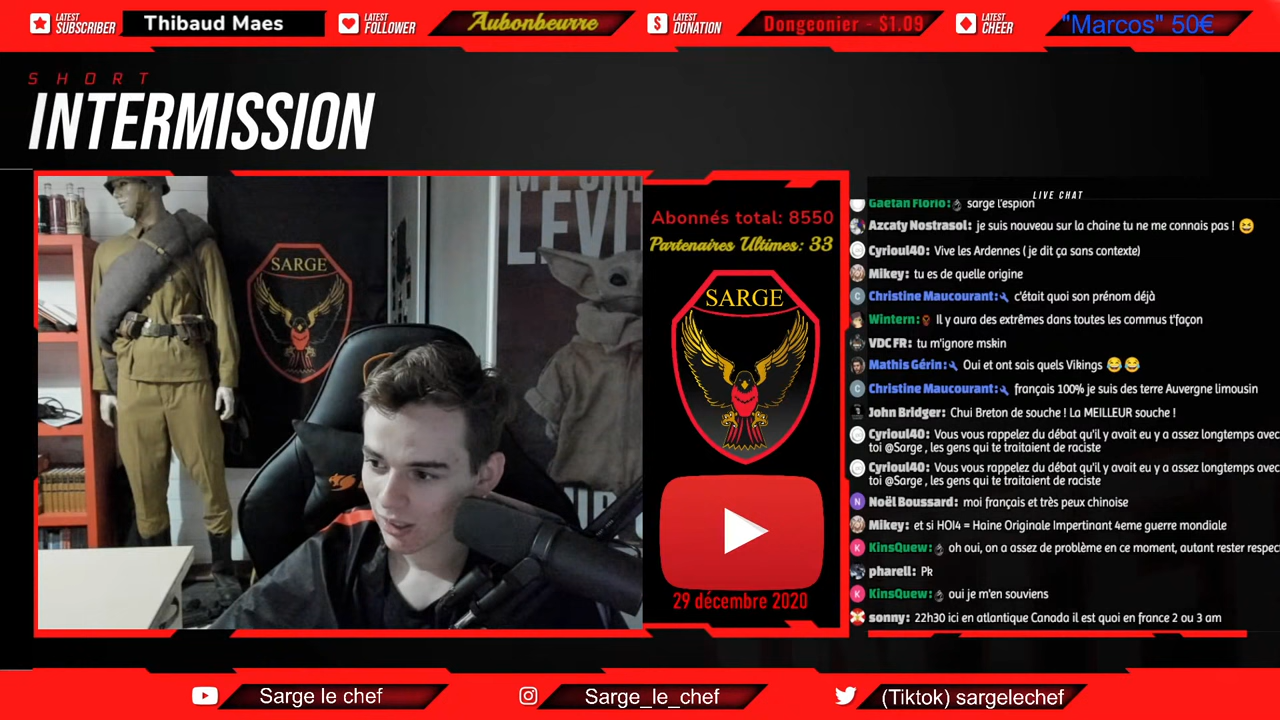 LATEST SUBSCRIBER Thibaud Maes
LATEST FOLLOWER Aubonbeurre
LATEST DONATION Dongeonier - $1.09
LATEST CHEER "Marcos" 50€
SHORT
INTERMISSION
LEVIT
SARGE
Abonnés total: 8550
Partenaires Ultimes: 33
SARGE
29 décembre 2020
LIVE CHAT
Gaetan Florio: sarge l'espion
Azcaty Nostrasol: je suis nouveau sur la chaine tu ne me connais pas ! 😆
Cyrioul40: Vive les Ardennes ( je dit ça sans contexte)
Mikey: tu es de quelle origine
Christine Maucourant: c'était quoi son prénom déjà
Wintern: Il y aura des extrêmes dans toutes les commus t'façon
VDC FR: tu m'ignore mskin
Mathis Gérin: Oui et ont sais quels Vikings 😂 😂
Christine Maucourant: français 100% je suis des terre Auvergne limousin
John Bridger: Chui Breton de souche ! La MEILLEUR souche !
Cyrioul40: Vous vous rappelez du débat qu'il y avait eu y a assez longtemps avec
toi @Sarge , les gens qui te traitaient de raciste
Cyrioul40: Vous vous rappelez du débat qu'il y avait eu y a assez longtemps avec
toi @Sarge , les gens qui te traitaient de raciste
Noël Boussard: moi français et très peux chinoise
Mikey: et si HOI4 = Haine Originale Impertinant 4eme guerre mondiale
KinsQuew: oh oui, on a assez de problème en ce moment, autant rester respec
pharell: Pk
KinsQuew: oui je m'en souviens
sonny: 22h30 ici en atlantique Canada il est quoi en france 2 ou 3 am
Sarge le chef
Sarge_le_chef
(Tiktok) sargelechef